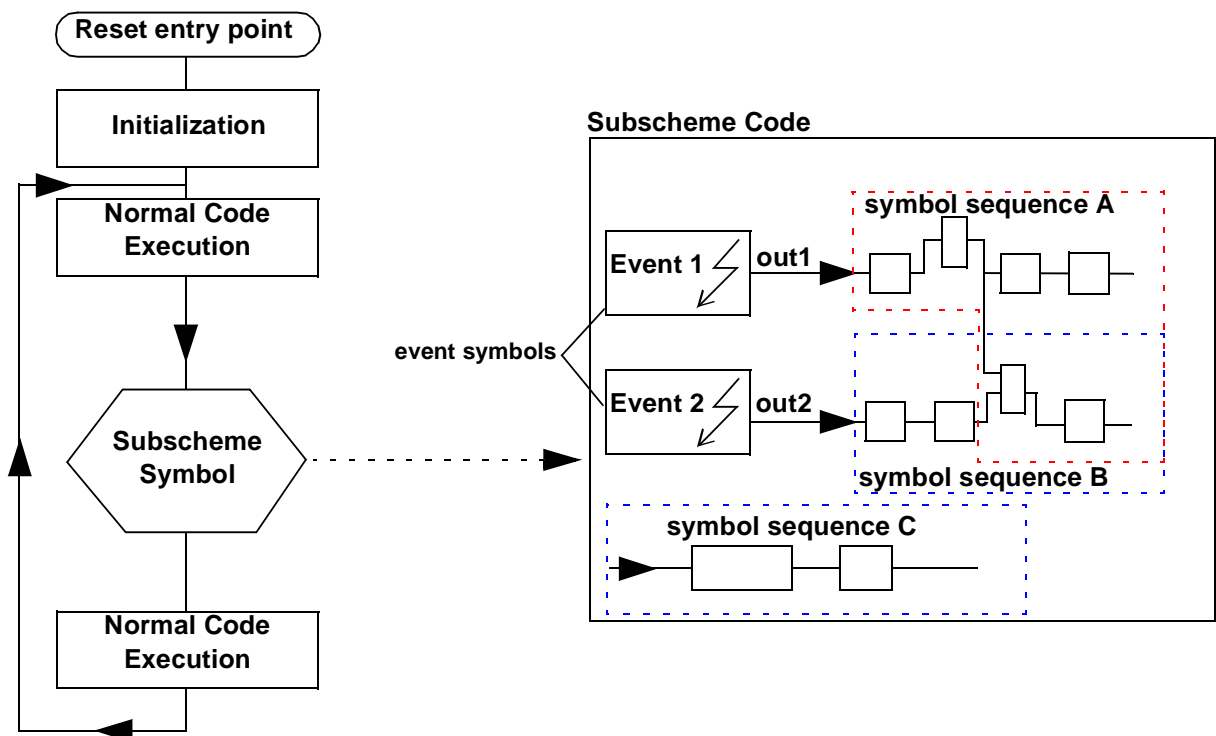 Reset entry point
Initialization
Normal Code
Execution
Subscheme
Symbol
Normal Code
Execution
Subscheme Code
symbol sequence A
Event 1
out1
event symbols
Event 2
out2
symbol sequence B
symbol sequence C